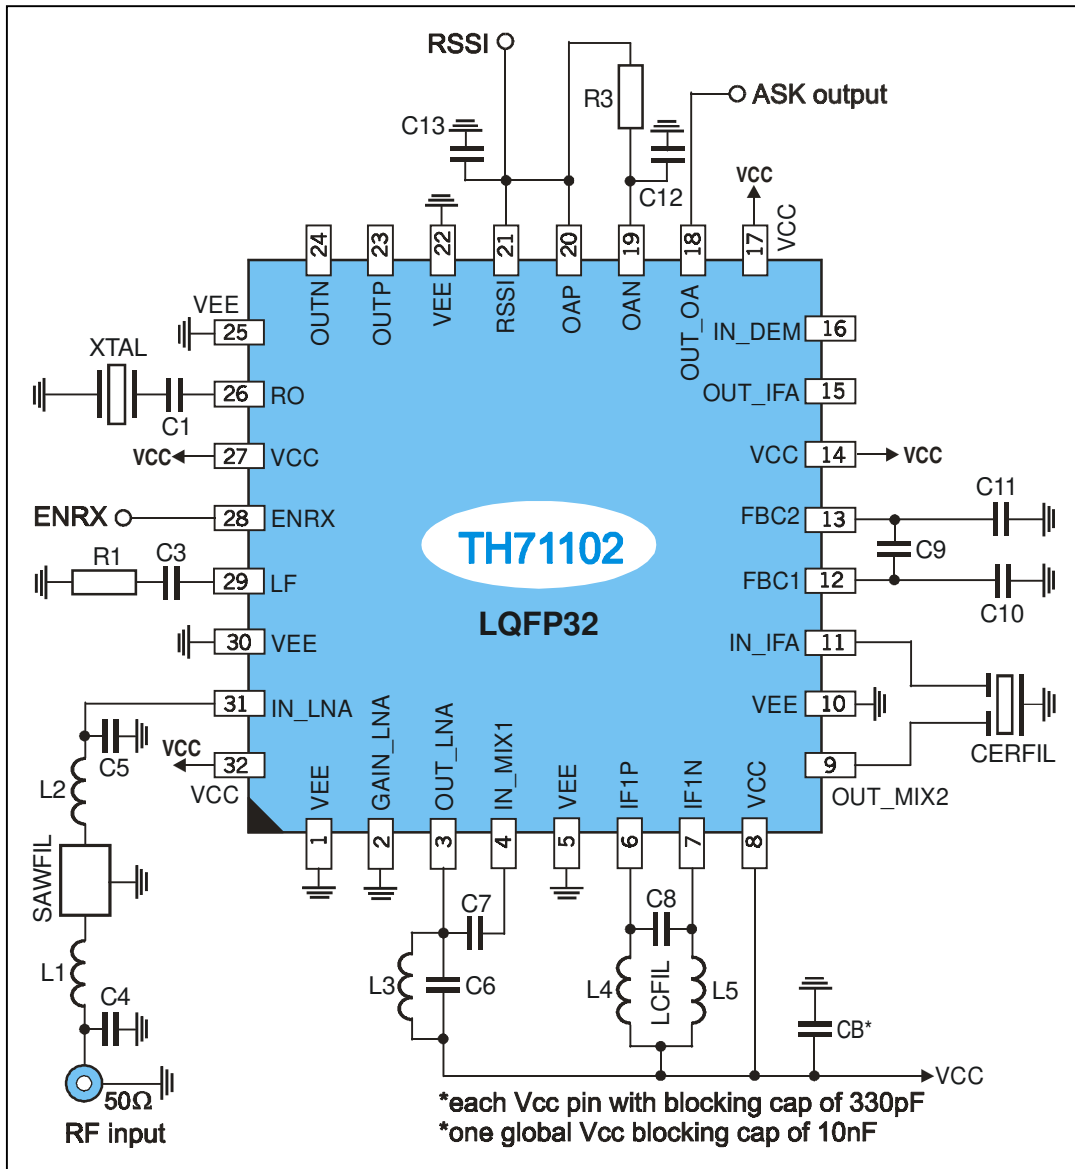 RSSI
R3
ASK output
C13
C12
VCC
VCC
24
23
22
21
20
19
18
17
OUTN
OUTP
VEE
RSSI
OAP
OAN
OUT_OA
VEE
25
IN_DEM
16
XTAL
C1
26
RO
OUT_IFA
15
VCC
27
VCC
VCC
14
VCC
ENRX
28
ENRX
FBC2
13
C11
C9
TH71102
R1
C3
29
LF
FBC1
12
C10
LQFP32
30
VEE
IN_IFA
11
31
IN_LNA
VEE
10
CERFIL
C5
VCC
32
VCC
9
OUT_MIX2
L2
VEE
GAIN_LNA
OUT_LNA
IN_MIX1
VEE
IF1P
IF1N
VCC
1
2
3
4
5
6
7
8
SAWFIL
C7
C8
L1
L3
C6
L4
LCFIL
L5
C4
CB*
VCC
50Ω
RF input
*each Vcc pin with blocking cap of 330pF
*one global Vcc blocking cap of 10nF